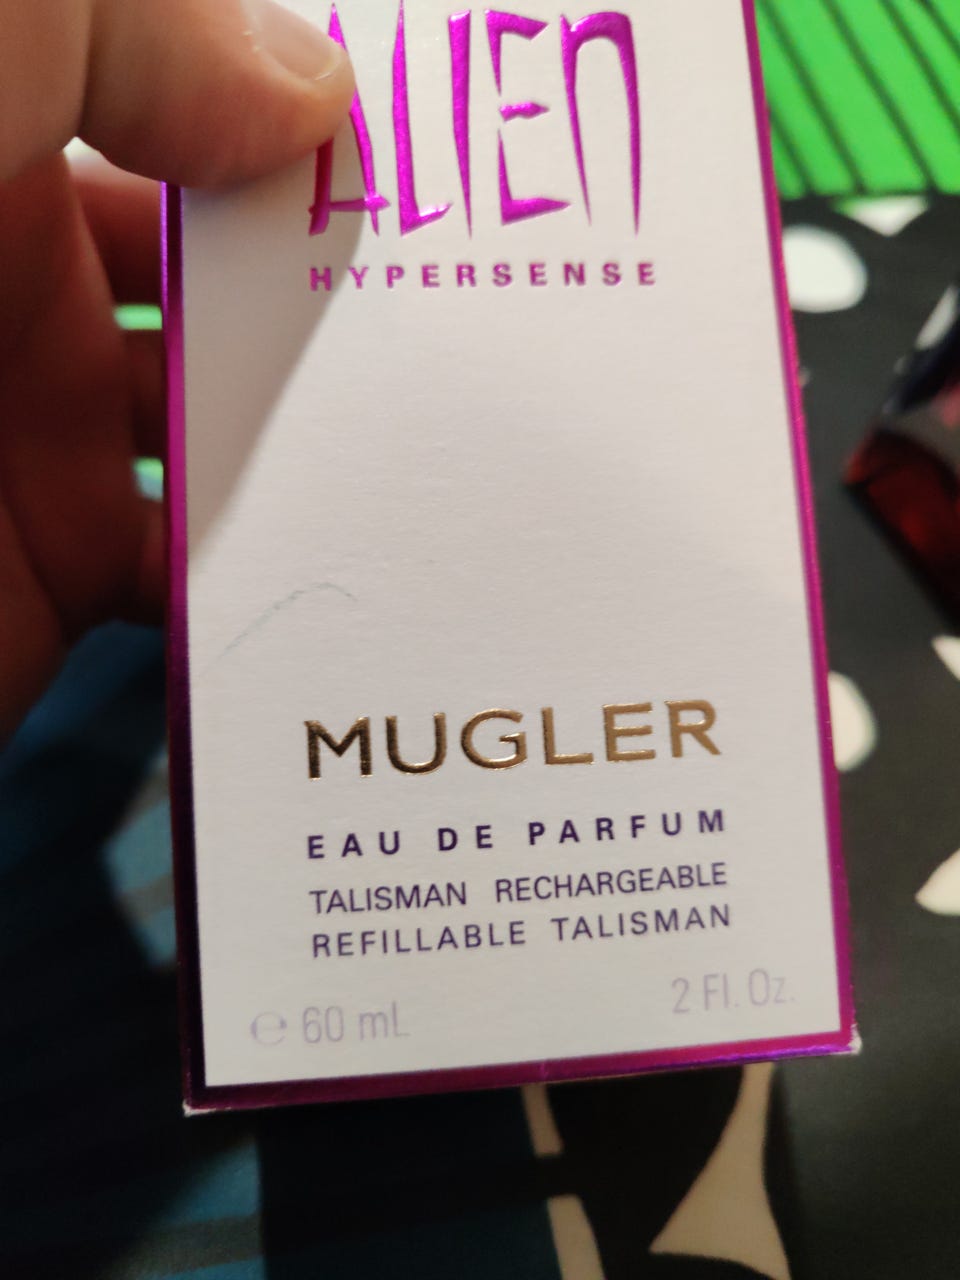 ALIEN
HYPERSENSE
MUGLER
EAU DE PARFUM
TALISMAN RECHARGEABLE
REFILLABLE TALISMAN
℮ 60 mL 2 Fl. Oz.